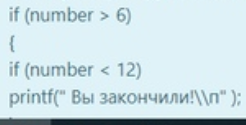 if (number > 6)
{
if (number < 12)
printf(" Вы закончили!\\n" );